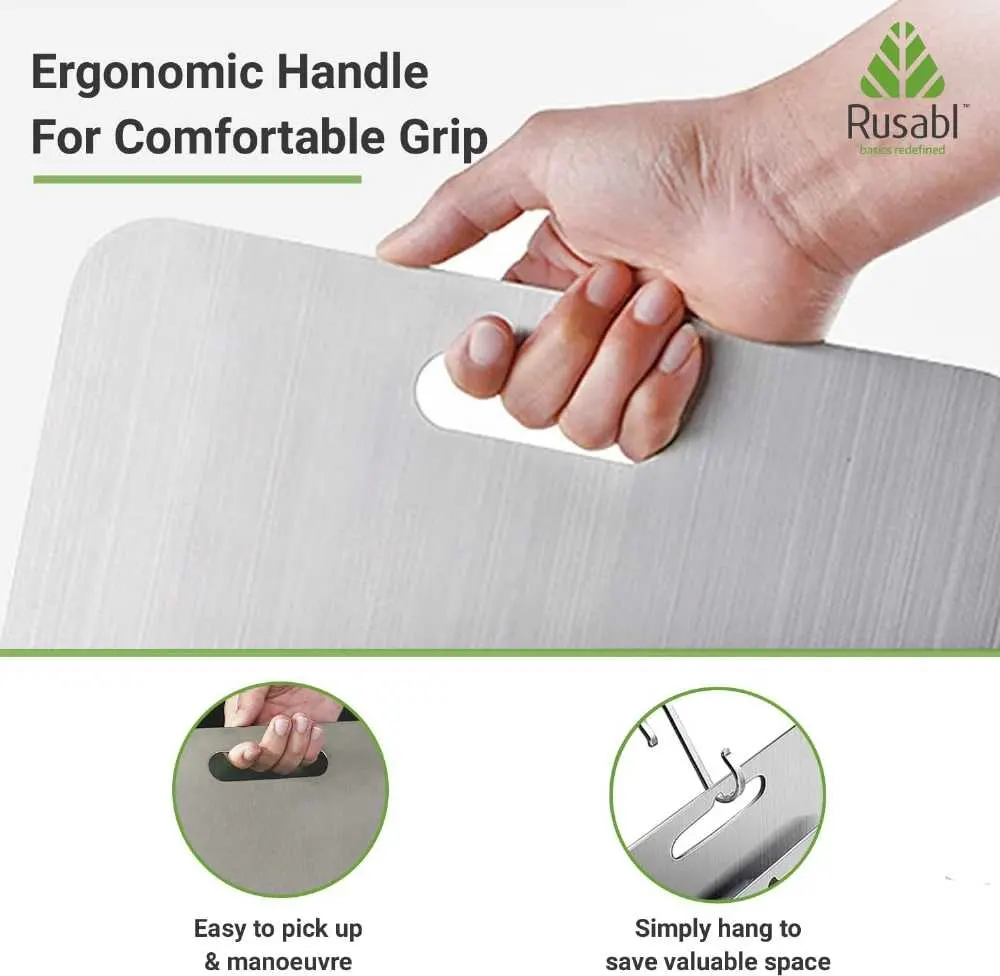 Ergonomic Handle
For Comfortable Grip
Rusabl™
basics redefined
Easy to pick up
& manoeuvre
Simply hang to
save valuable space